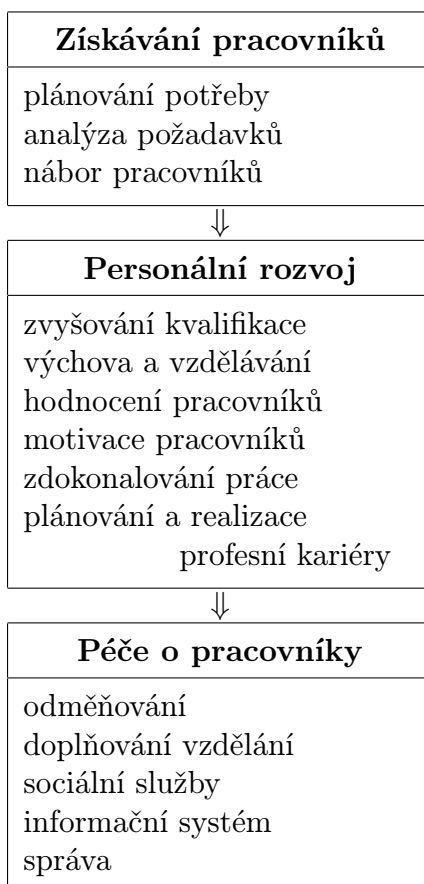 Získávání pracovníků
plánování potřeby
analýza požadavků
nábor pracovníků
⇓
Personální rozvoj
zvyšování kvalifikace
výchova a vzdělávání
hodnocení pracovníků
motivace pracovníků
zdokonalování práce
plánování a realizace
profesní kariéry
⇓
Péče o pracovníky
odměňování
doplňování vzdělání
sociální služby
informační systém
správa